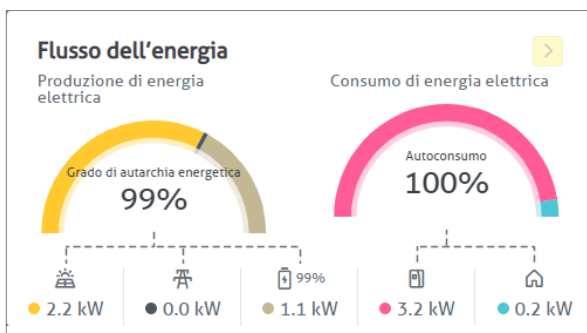 Flusso dell'energia
Produzione di energia
elettrica
Consumo di energia elettrica
Grado di autarchia energetica
99%
Autoconsumo
100%
99%
2.2 kW
0.0 kW
1.1 kW
3.2 kW
0.2 kW